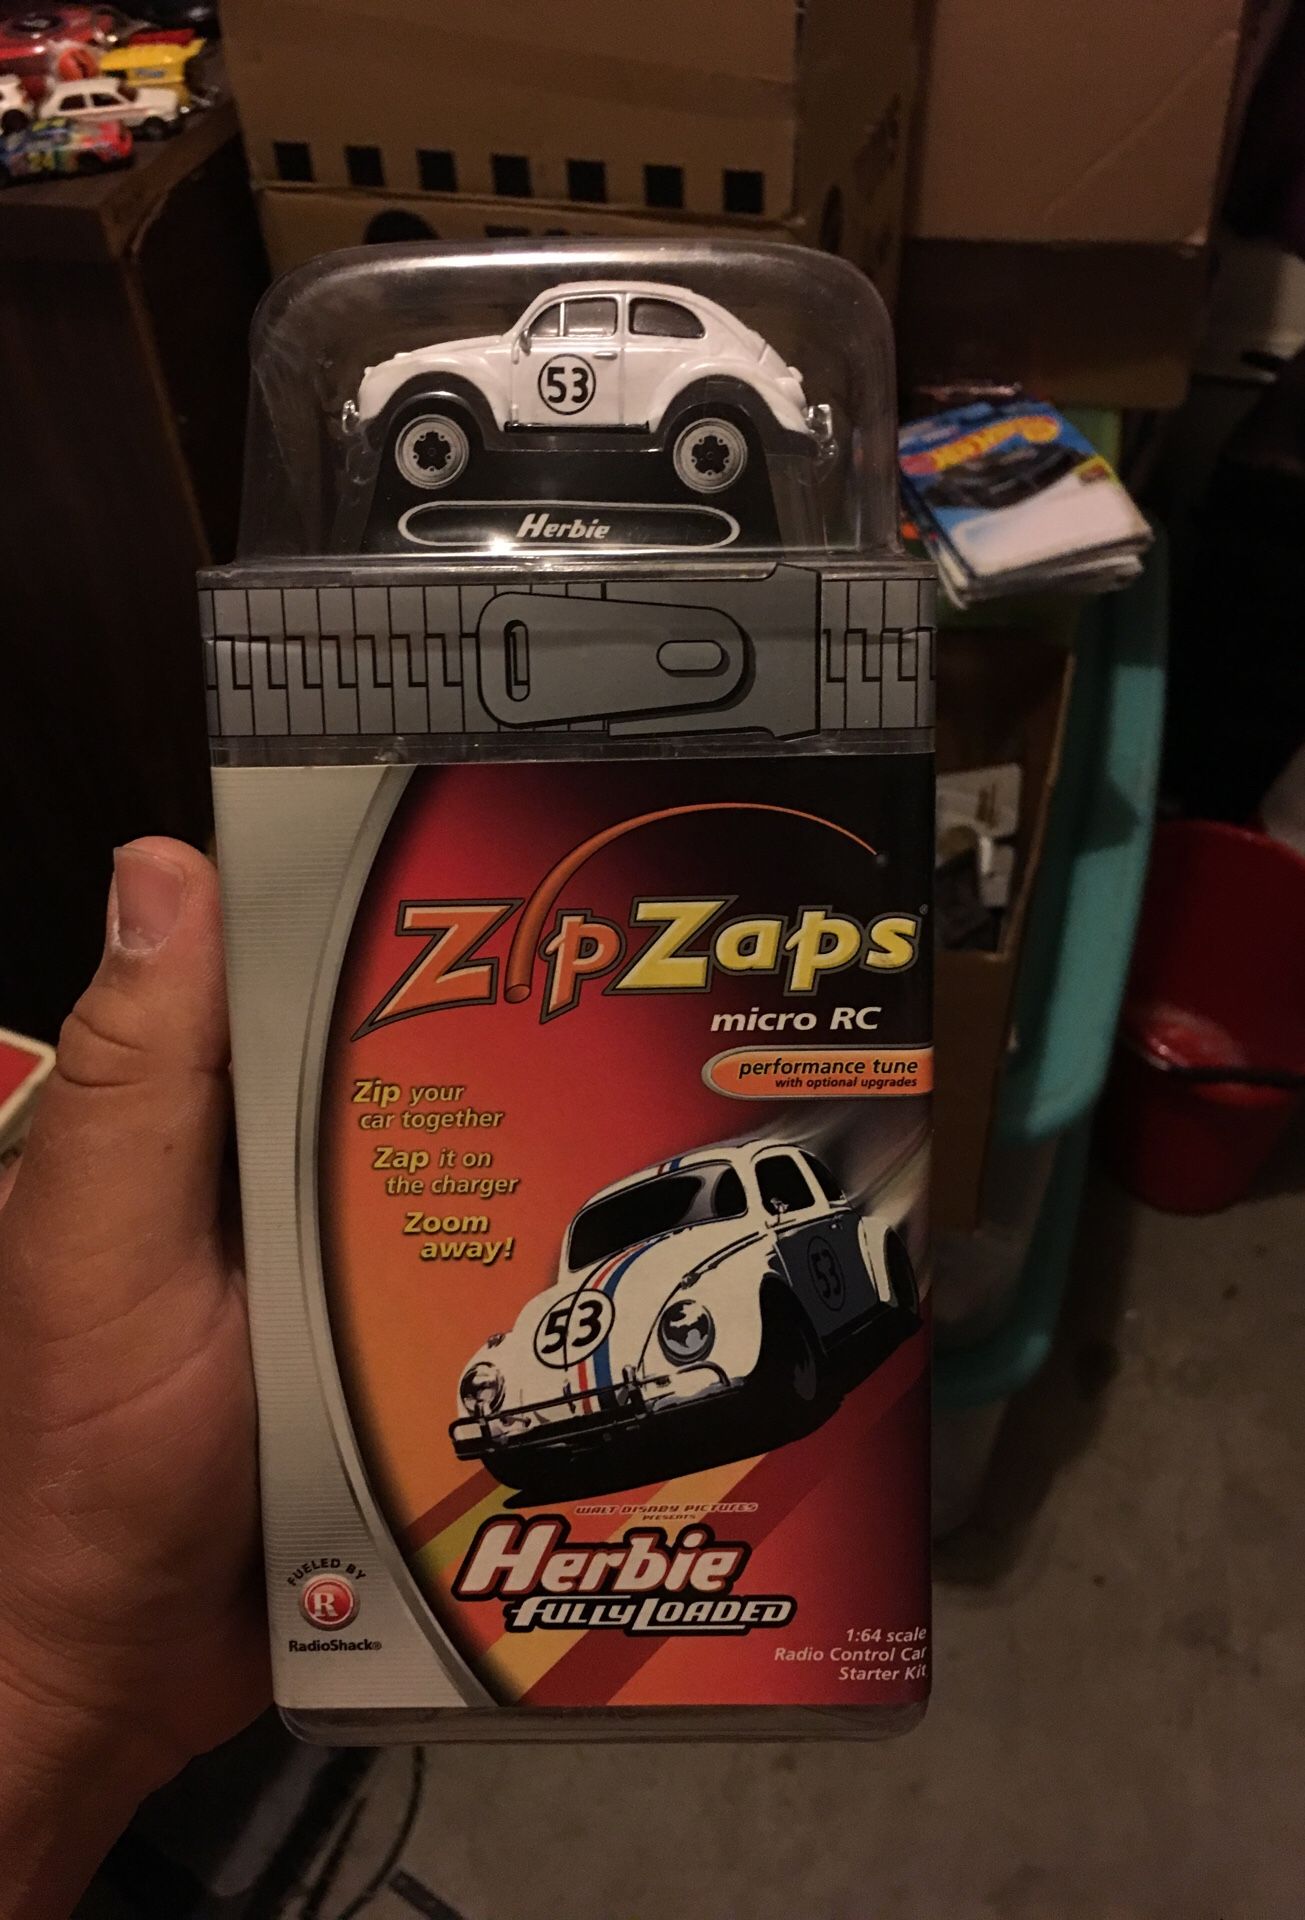 24
53
Herbie
ZipZaps®
micro RC
performance tune
with optional upgrades
Zip your
car together
Zap it on
the charger
Zoom
away!
53
53
WALT DISNEY PICTURES
PRESENTS
Herbie
FULLY LOADED
FUELED BY
R
RadioShack®
1:64 scale
Radio Control Car
Starter Kit